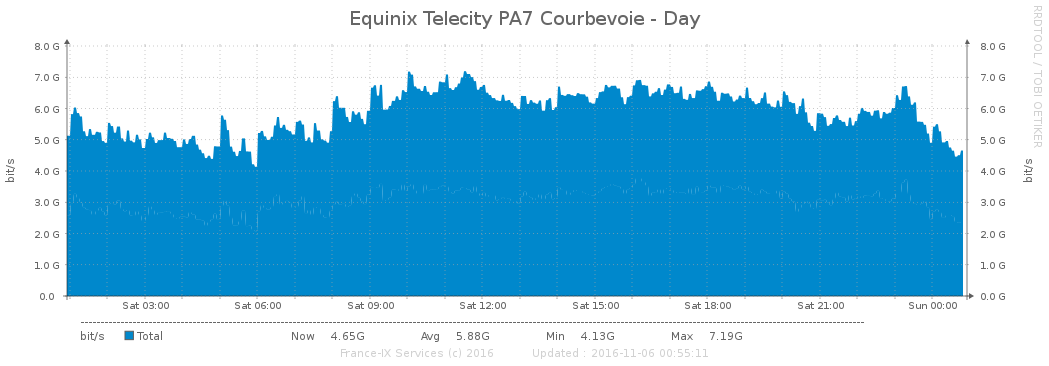 Equinix Telecity PA7 Courbevoie - Day
RRDTOOL / TOBI OETIKER
bit/s
8.0 G 8.0 G
7.0 G 7.0 G
6.0 G 6.0 G
5.0 G 5.0 G
4.0 G 4.0 G
3.0 G 3.0 G
2.0 G 2.0 G
1.0 G 1.0 G
0.0 0.0 G
bit/s
Sat 03:00 Sat 06:00 Sat 09:00 Sat 12:00 Sat 15:00 Sat 18:00 Sat 21:00 Sun 00:00
bit/s Total Now 4.65G Avg 5.88G Min 4.13G Max 7.19G
France-IX Services (c) 2016 Updated : 2016-11-06 00:55:11